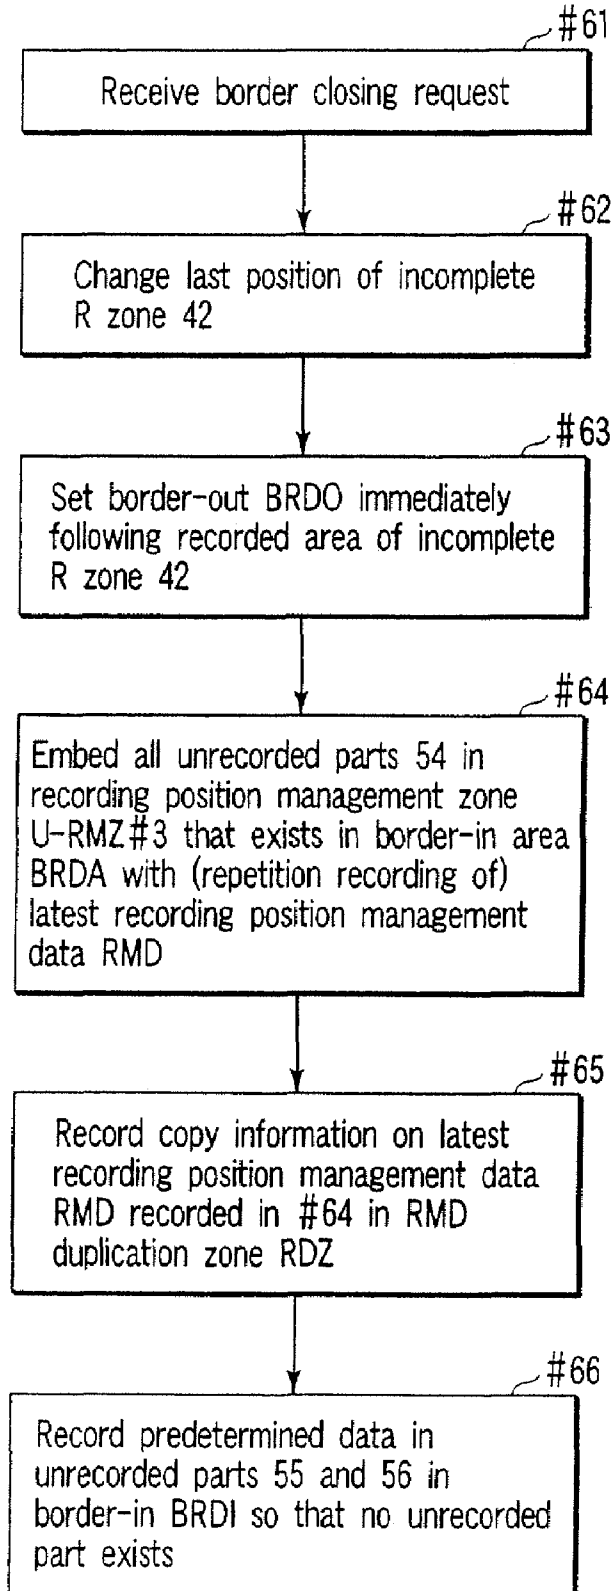 #61
Receive border closing request
#62
Change last position of incomplete
R zone 42
#63
Set border-out BRDO immediately
following recorded area of incomplete
R zone 42
#64
Embed all unrecorded parts 54 in
recording position management zone
U-RMZ#3 that exists in border-in area
BRDA with (repetition recording of)
latest recording position management
data RMD
#65
Record copy information on latest
recording position management data
RMD recorded in #64 in RMD
duplication zone RDZ
#66
Record predetermined data in
unrecorded parts 55 and 56 in
border-in BRDI so that no unrecorded
part exists